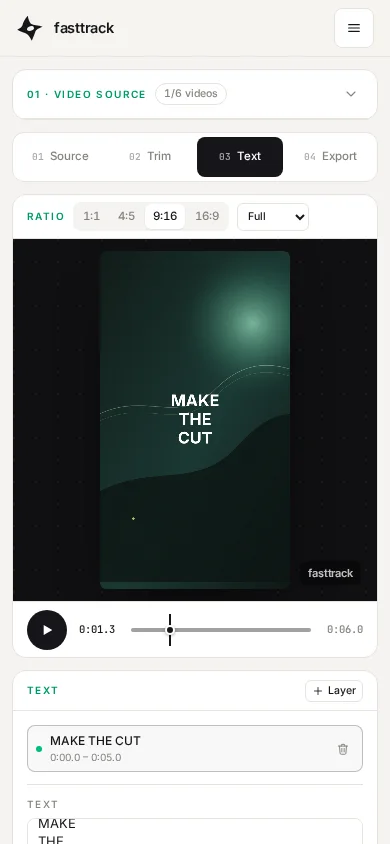 fasttrack
01 · VIDEO SOURCE 1/6 videos
01 Source 02 Trim 03 Text 04 Export
RATIO 1:1 4:5 9:16 16:9 Full
MAKE
THE
CUT
fasttrack
0:01.3 0:06.0
TEXT + Layer
MAKE THE CUT
0:00.0 – 0:05.0
TEXT
MAKE
THE